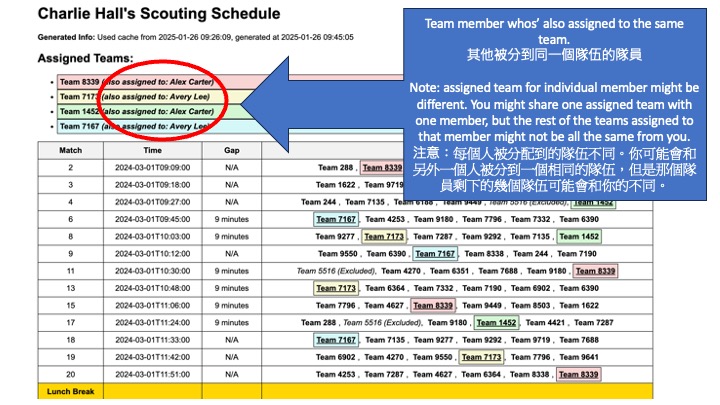 Charlie Hall's Scouting Schedule
Generated Info: Used cache from 2025-01-26 09:26:09, generated at 2025-01-26 09:45:05
Assigned Teams:
Team 8339 (also assigned to: Alex Carter)
Team 7173 (also assigned to: Avery Lee)
Team 1452 (also assigned to: Alex Carter)
Team 7167 (also assigned to: Avery Lee)
Team member whos' also assigned to the same
team.
其他被分到同一個隊伍的隊員
Note: assigned team for individual member might be
different. You might share one assigned team with
one member, but the rest of the teams assigned to
that member might not be all the same from you.
注意：每個人被分配到的隊伍不同。你可能會和
另外一個人被分到一個相同的隊伍，但是那個隊
員剩下的幾個隊伍可能會和你的不同。
Match Time Gap
2 2024-03-01T09:09:00 N/A Team 288 , Team 8339
3 2024-03-01T09:18:00 N/A Team 1622 , Team 9719
4 2024-03-01T09:27:00 N/A Team 244 , Team 7135 , Team 6188 , Team 9449 , Team 5516 (Excluded) , Team 1452
6 2024-03-01T09:45:00 9 minutes Team 7167 , Team 4253 , Team 9180 , Team 7796 , Team 7332 , Team 6390
8 2024-03-01T10:03:00 9 minutes Team 9277 , Team 7173 , Team 7287 , Team 9292 , Team 7135 , Team 1452
9 2024-03-01T10:12:00 N/A Team 9550 , Team 6390 , Team 7167 , Team 8338 , Team 244 , Team 7190
11 2024-03-01T10:30:00 9 minutes Team 5516 (Excluded) , Team 4270 , Team 6351 , Team 7688 , Team 9180 , Team 8339
13 2024-03-01T10:48:00 9 minutes Team 7173 , Team 6364 , Team 7332 , Team 7190 , Team 6902 , Team 6390
15 2024-03-01T11:06:00 9 minutes Team 7796 , Team 4627 , Team 8339 , Team 9449 , Team 8503 , Team 1622
17 2024-03-01T11:24:00 9 minutes Team 288 , Team 5516 (Excluded) , Team 9180 , Team 1452 , Team 4421 , Team 7287
18 2024-03-01T11:33:00 N/A Team 7167 , Team 7135 , Team 9277 , Team 9292 , Team 9719 , Team 7688
19 2024-03-01T11:42:00 N/A Team 6902 , Team 4270 , Team 9550 , Team 7173 , Team 7796 , Team 9641
20 2024-03-01T11:51:00 N/A Team 4253 , Team 7287 , Team 4627 , Team 6364 , Team 8338 , Team 8339
Lunch Break